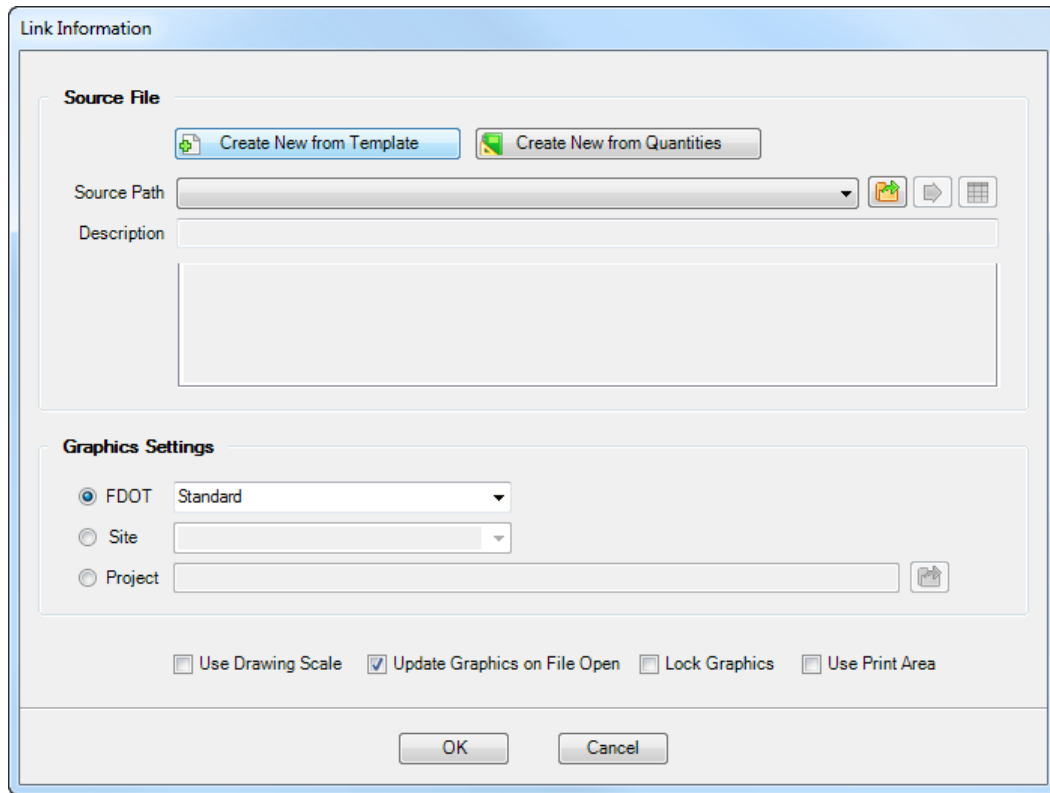 Link Information
Source File
Create New from Template Create New from Quantities
Source Path
Description
Graphics Settings
FDOT Standard
Site
Project
Use Drawing Scale Update Graphics on File Open Lock Graphics Use Print Area
OK Cancel